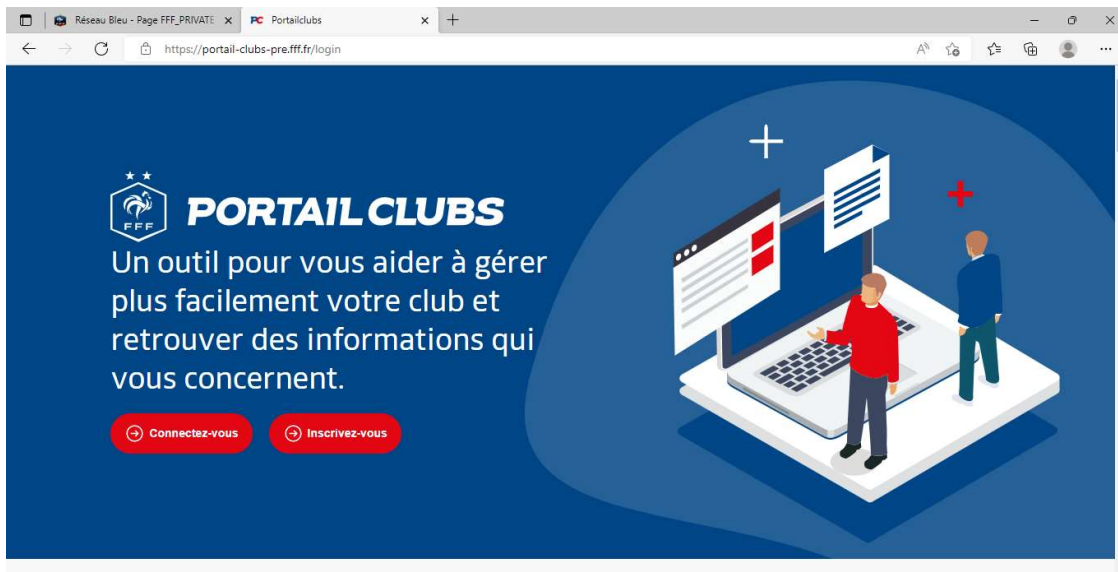 Réseau Bleu - Page FFF_PRIVATE
PC Portailclubs
https://portail-clubs-pre.fff.fr/login
FFF
PORTAIL CLUBS
Un outil pour vous aider à gérer
plus facilement votre club et
retrouver des informations qui
vous concernent.
Connectez-vous
Inscrivez-vous